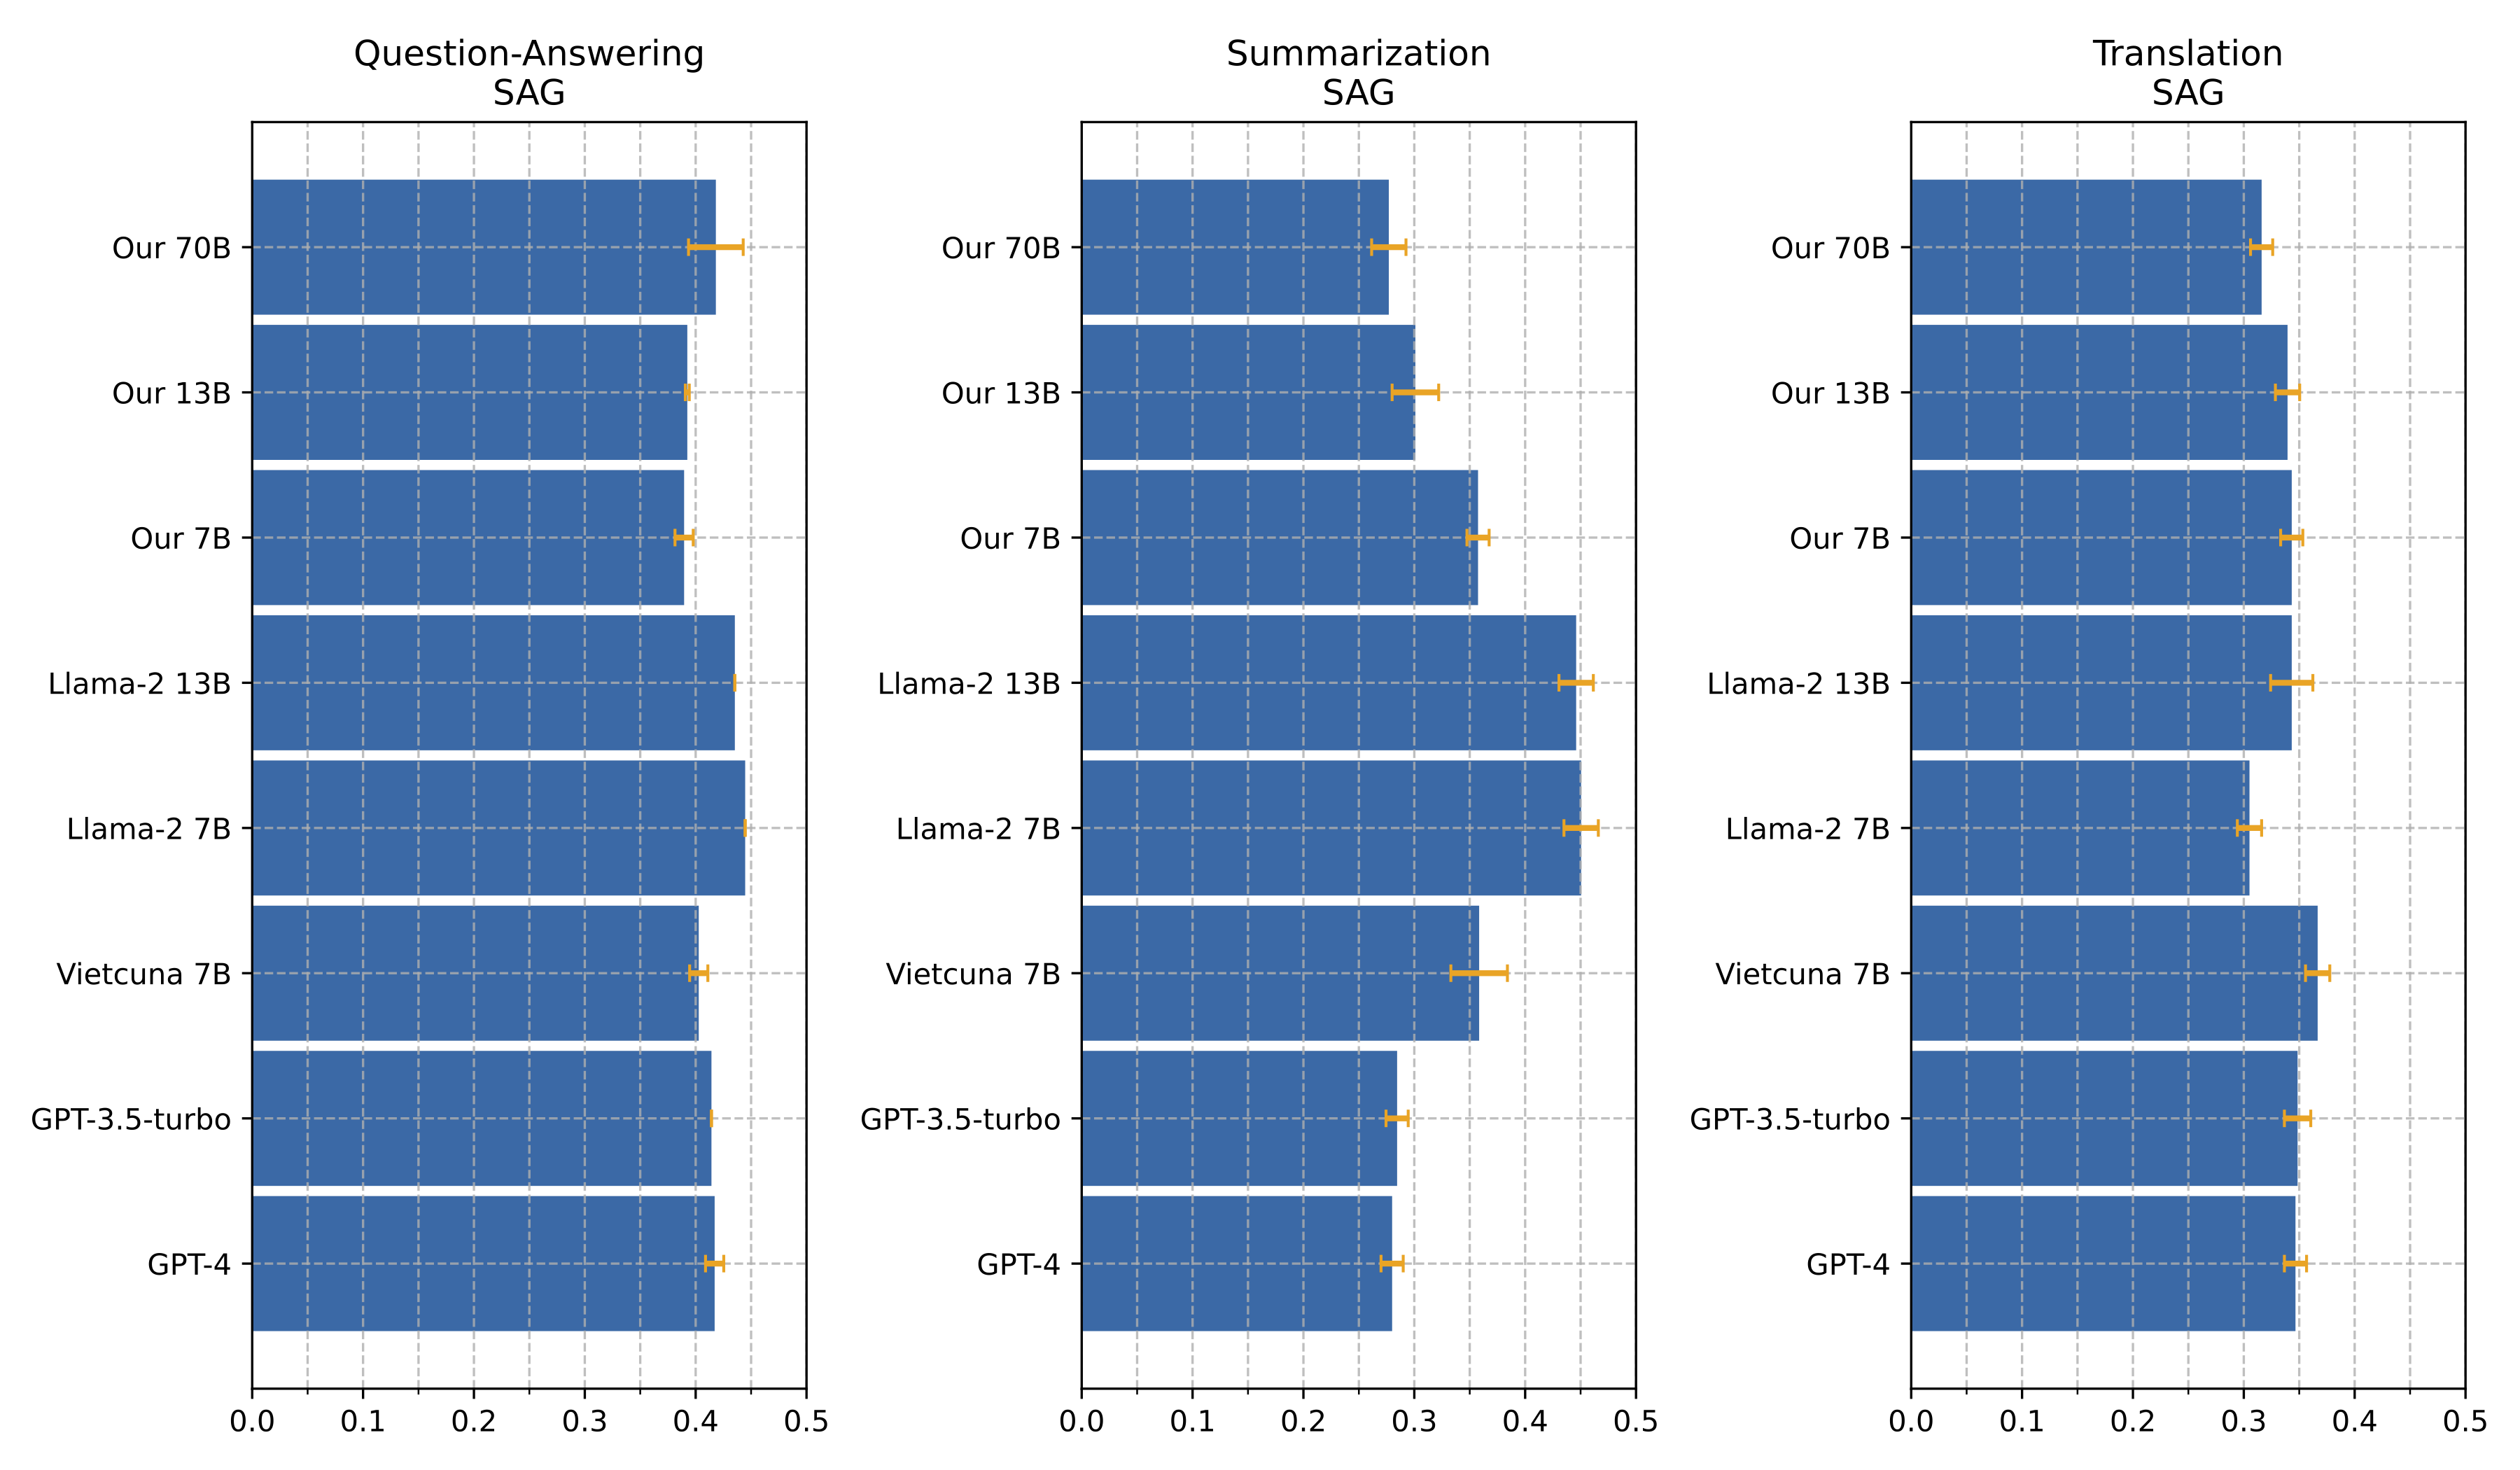 Question-Answering
SAG
Our 70B
Our 13B
Our 7B
Llama-2 13B
Llama-2 7B
Vietcuna 7B
GPT-3.5-turbo
GPT-4
0.0 0.1 0.2 0.3 0.4 0.5
Summarization
SAG
Our 70B
Our 13B
Our 7B
Llama-2 13B
Llama-2 7B
Vietcuna 7B
GPT-3.5-turbo
GPT-4
0.0 0.1 0.2 0.3 0.4 0.5
Translation
SAG
Our 70B
Our 13B
Our 7B
Llama-2 13B
Llama-2 7B
Vietcuna 7B
GPT-3.5-turbo
GPT-4
0.0 0.1 0.2 0.3 0.4 0.5